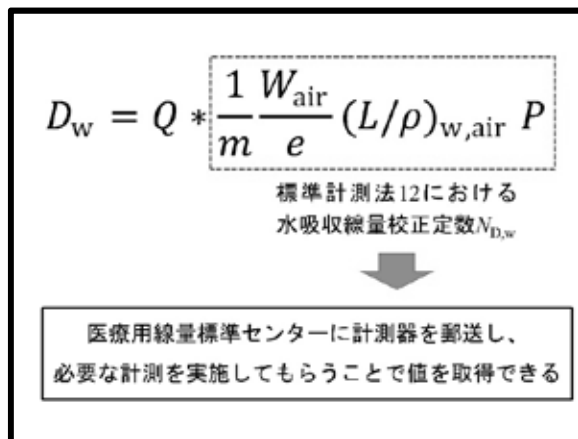 D_w = Q * 1/m W_air/e (L/ρ)_w,air P
標準計測法12における
水吸収線量校正定数N_D,w
医療用線量標準センターに計測器を郵送し、
必要な計測を実施してもらうことで値を取得できる